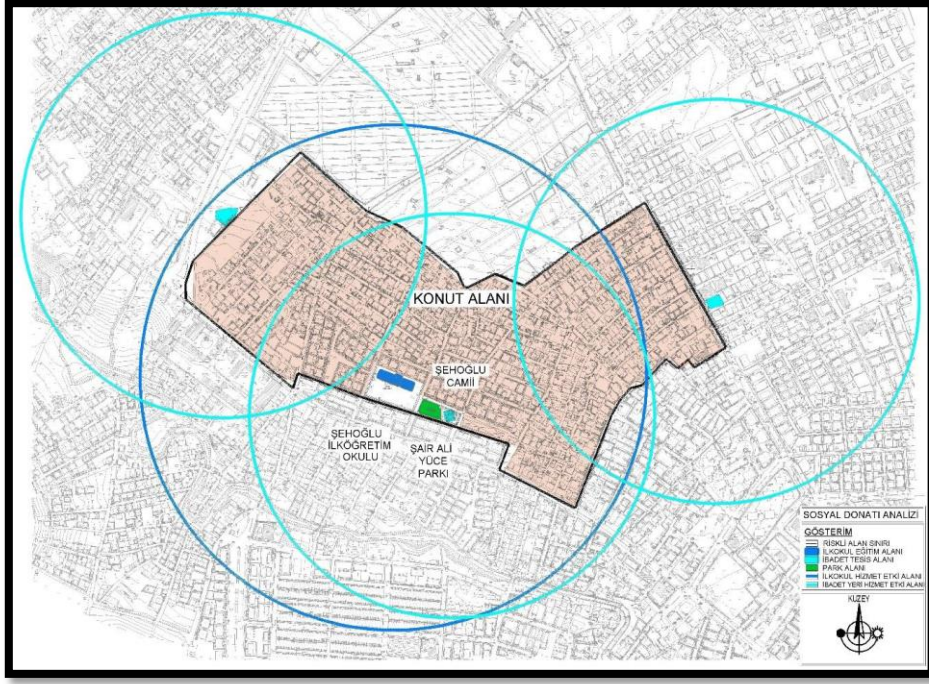 KONUT ALANI
ŞEHOĞLU
CAMİİ
ŞEHOĞLU
İLKÖĞRETİM
OKULU
ŞAİR ALİ
YÜCE
PARKI
SOSYAL DONATI ANALİZİ
GÖSTERİM
RİSKLİ ALAN SINIRI
İLKOKUL EĞİTİM ALANI
İBADET TESİS ALANI
PARK ALANI
İLKOKUL HİZMET ETKİ ALANI
İBADET YERİ HİZMET ETKİ ALANI
KUZEY